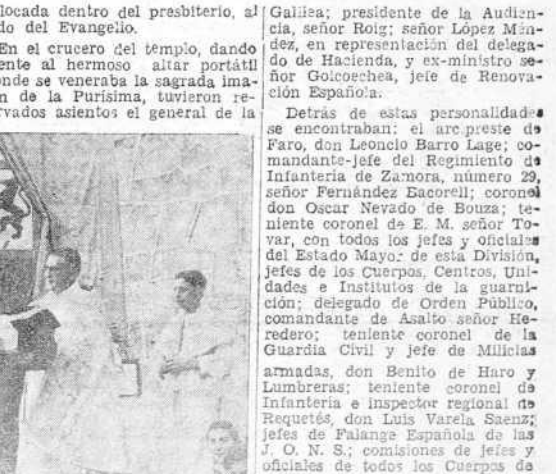 locada dentro del presbiterio, al
do del Evangelio.
En el crucero del templo, dando
ente al hermoso altar portátil
onde se veneraba la sagrada ima-
n de la Purísima, tuvieron re-
rvados asientos el general de la
Galilea; presidente de la Audien-
cia, señor Roig; señor López Mén-
dez, en representación del delega-
do de Hacienda, y ex-ministro se-
ñor Goicoechea, jefe de Renova-
ción Española.
Detrás de estas personalidades
se encontraban: el arcipreste de
Faro, don Leoncio Barro Lage; co-
mandante-jefe del Regimiento de
Infantería de Zamora, número 29,
señor Fernández Bacorell; coronel
don Oscar Nevado de Bouza; te-
niente coronel de E. M. señor To-
var, con todos los jefes y oficiales
del Estado Mayor de esta División,
jefes de los Cuerpos, Centros, Uni-
dades e Institutos de la guarni-
ción; delegado de Orden Público,
comandante de Asalto señor He-
redero; teniente coronel de la
Guardia Civil y jefe de Milicias
armadas, don Benito de Haro y
Lumbreras; teniente coronel de
Infantería e inspector regional de
Requetés, don Luis Varela Saenz;
jefes de Falange Española de las
J. O. N. S.; comisiones de jefes y
oficiales de todos los Cuerpos de